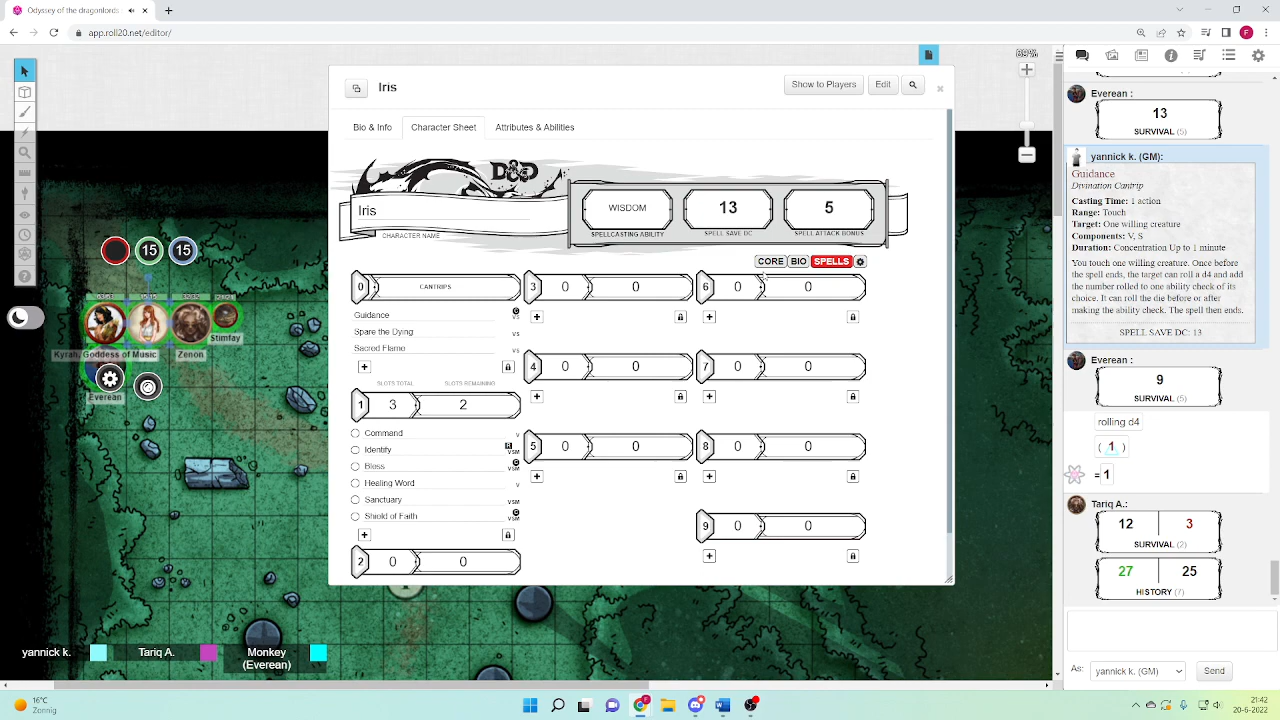 Odyssey of the dragonlords
app.roll20.net/editor/
Iris
Show to Players
Edit
Bio & Info
Character Sheet
Attributes & Abilities
D&D
Iris
CHARACTER NAME
WISDOM
13
5
SPELLCASTING ABILITY
SPELL SAVE DC
SPELL ATTACK BONUS
CORE
BIO
SPELLS
0
CANTRIPS
Guidance
C
VS
Spare the Dying
VS
Sacred Flame
VS
SLOTS TOTAL
SLOTS REMAINING
1
3
2
Command
V
Identify
R
VSM
Bless
C
VSM
Healing Word
V
Sanctuary
VSM
Shield of Faith
C
VSM
2
0
0
3
0
0
4
0
0
5
0
0
6
0
0
7
0
0
8
0
0
9
0
0
15
15
Kyrah, Goddess of Music
Zenon
Stimfay
Everean
yannick k.
Tariq A.
Monkey
(Everean)
89%
Everean :
13
SURVIVAL (5)
yannick k. (GM):
Guidance
Divination Cantrip
Casting Time: 1 action
Range: Touch
Target: One willing creature
Components: V, S
Duration: Concentration Up to 1 minute
You touch one willing creature. Before
the spell ends, the target can roll a d4 and add
the number rolled to one ability check of its
choice. It can roll the die before or after
making the ability check. The spell then
ends.
SPELL SAVE DC: 13
Everean :
9
SURVIVAL (5)
rolling d4
( 1 )
=1
Tariq A.:
12
3
SURVIVAL (2)
27
25
HISTORY (7)
As:
yannick k. (GM)
Send
16°C
Zonnig
21:42
20-6-2022